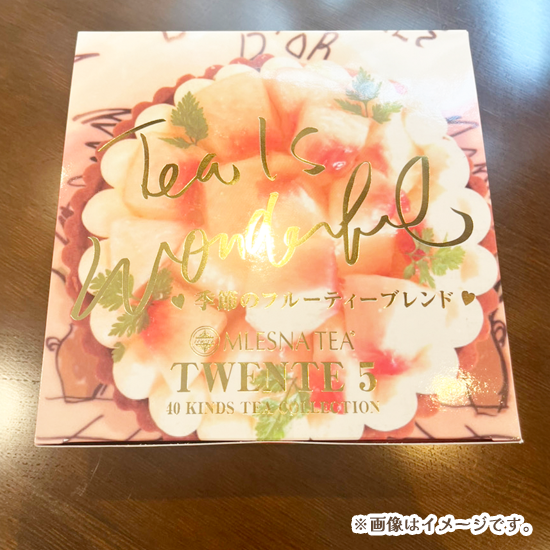 D'OR
Tea Is
Wonderful
♥ 季節のフルーティーブレンド ♥
MLESNA TEA
TWENTE 5
40 KINDS TEA COLLECTION
※画像はイメージです。